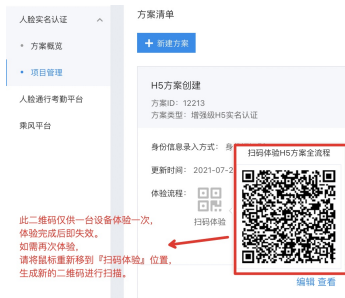 人脸实名认证
方案概览
项目管理
人脸通行考勤平台
乘风平台
方案清单
+ 新建方案
H5方案创建
方案ID：12213
方案类型：增强级H5实名认证
身份信息录入方式：身
更新时间：2021-07-2
体验流程：
扫码体验
扫码体验H5方案全流程
编辑 查看
此二维码仅供一台设备体验一次，
体验完成后即失效。
如需再次体验，
请将鼠标重新移到『扫码体验』位置，
生成新的二维码进行扫描。